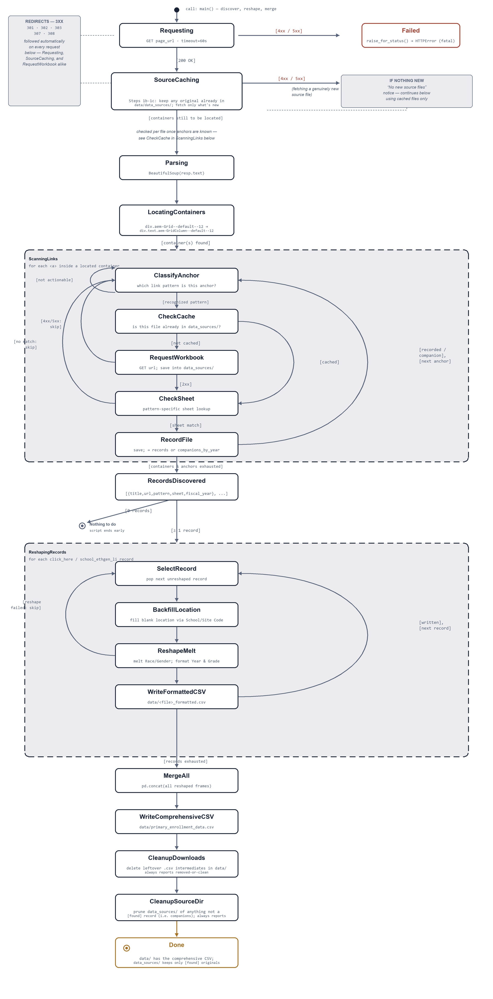 call: main() — discover, reshape, merge
REDIRECTS — 3XX
301 · 302 · 303
307 · 308
followed automatically
on every request
below — Requesting,
SourceCaching, and
RequestWorkbook alike
Requesting
GET page_url · timeout=60s
[4xx / 5xx]
Failed
raise_for_status() → HTTPError (fatal)
[200 OK]
SourceCaching
Steps 1b-1c: keep any original already in
data/data_sources/; fetch only what's new
[4xx / 5xx]
(fetching a genuinely new
source file)
IF NOTHING NEW
“No new source files”
notice — continues below
using cached files only
[containers still to be located]
checked per file once anchors are known —
see CheckCache in ScanningLinks below
Parsing
BeautifulSoup(resp.text)
LocatingContainers
div.aem-Grid--default--12 →
div.text.aem-GridColumn--default--12
[container(s) found]
ScanningLinks
for each <a> inside a located container
ClassifyAnchor
which link pattern is this anchor?
[not actionable]
[recognized pattern]
CheckCache
is this file already in data_sources/?
[4xx/5xx:
skip]
[no match:
skip]
[not cached]
RequestWorkbook
GET url; save into data_sources/
[cached]
[recorded /
companion],
[next anchor]
[2xx]
CheckSheet
pattern-specific sheet lookup
[sheet match]
RecordFile
save; → records or companions_by_year
[containers & anchors exhausted]
RecordsDiscovered
[{title,url,pattern,sheet,fiscal_year}, ...]
[0 records]
Nothing to do
script ends early
[≥ 1 record]
ReshapingRecords
for each click_here / school_ethgen_li record
SelectRecord
pop next unreshaped record
[reshape
failed: skip]
BackfillLocation
fill blank location via School/Site Code
[written],
[next record]
ReshapeMelt
melt Race/Gender; format Year & Grade
WriteFormattedCSV
data/<file>_formatted.csv
[records exhausted]
MergeAll
pd.concat(all reshaped frames)
WriteComprehensiveCSV
data/primary_enrollment_data.csv
CleanupDownloads
delete leftover .csv intermediates in data/
always reports removed-or-clean
CleanupSourceDir
prune data_sources/ of anything not a
[found] record (i.e. companions); always reports
Done
data/ has the comprehensive CSV;
data_sources/ keeps only [found] originals